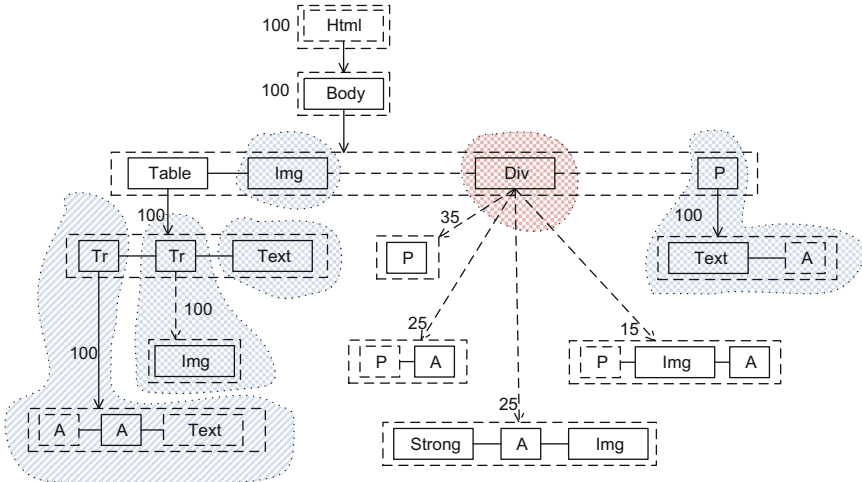 100 Html
100 Body
Table Img Div P
100 35 100
Tr Tr Text P Text A
100 25 15
100 Img P A P Img A
25
A A Text Strong A Img